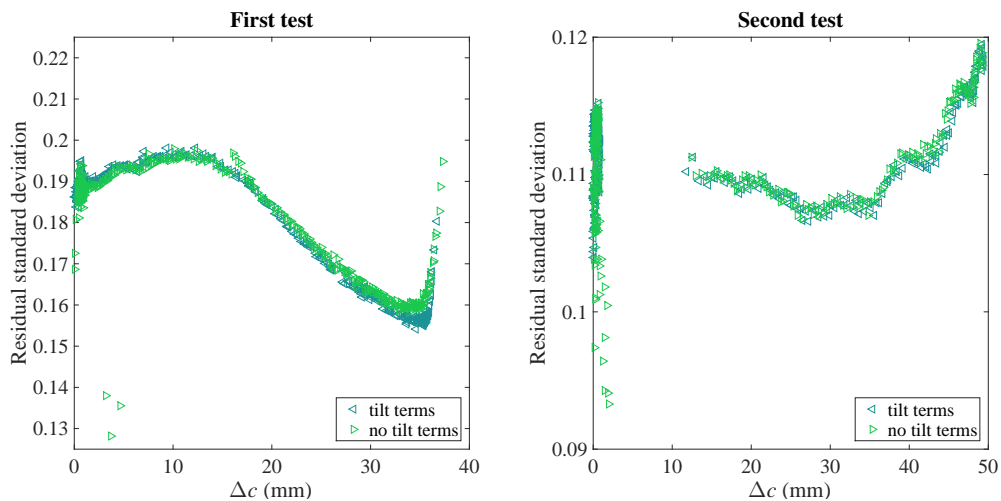 First test
Residual standard deviation
0.22
0.21
0.2
0.19
0.18
0.17
0.16
0.15
0.14
0.13
0
10
20
30
40
Δc (mm)
tilt terms
no tilt terms
Second test
Residual standard deviation
0.12
0.11
0.1
0.09
0
10
20
30
40
50
Δc (mm)
tilt terms
no tilt terms